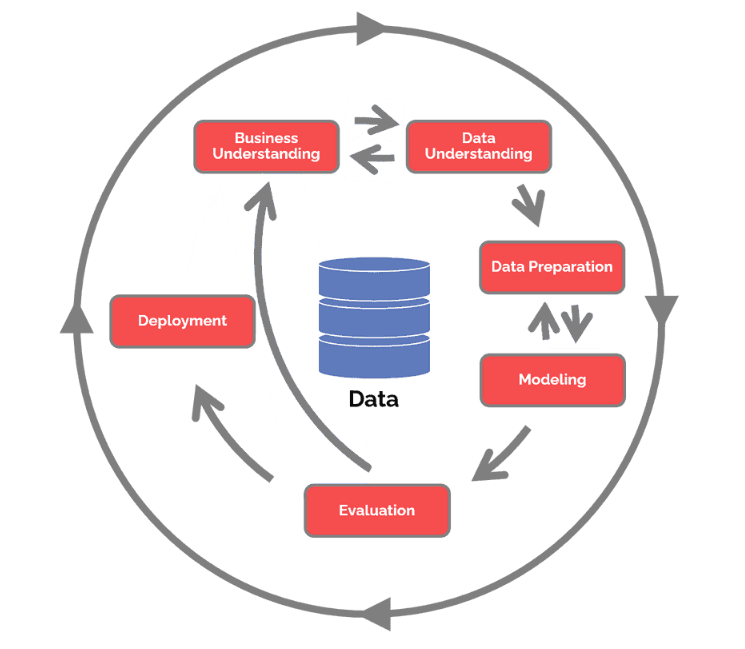 Business
Understanding
Data
Understanding
Data Preparation
Modeling
Evaluation
Deployment
Data